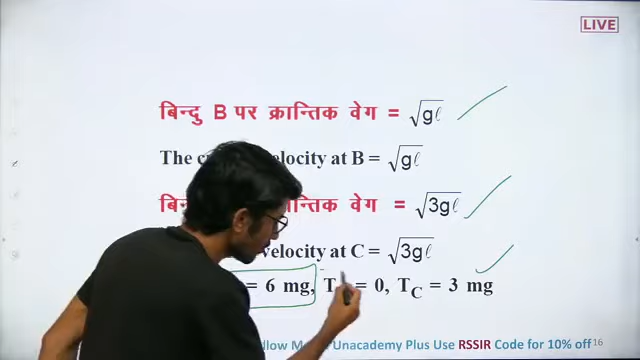 LIVE
बिन्दु B पर क्रान्तिक वेग = √gℓ
The velocity at B = √gℓ
वेग = √3gℓ
velocity at C = √3gℓ
= 6 mg, = 0, T_C = 3 mg
Unacademy Plus Use RSSIR Code for 10% off 16